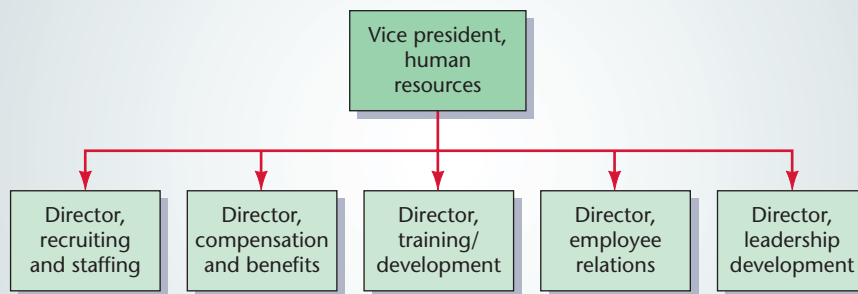 Vice president,
human
resources
Director,
recruiting
and staffing
Director,
compensation
and benefits
Director,
training/
development
Director,
employee
relations
Director,
leadership
development